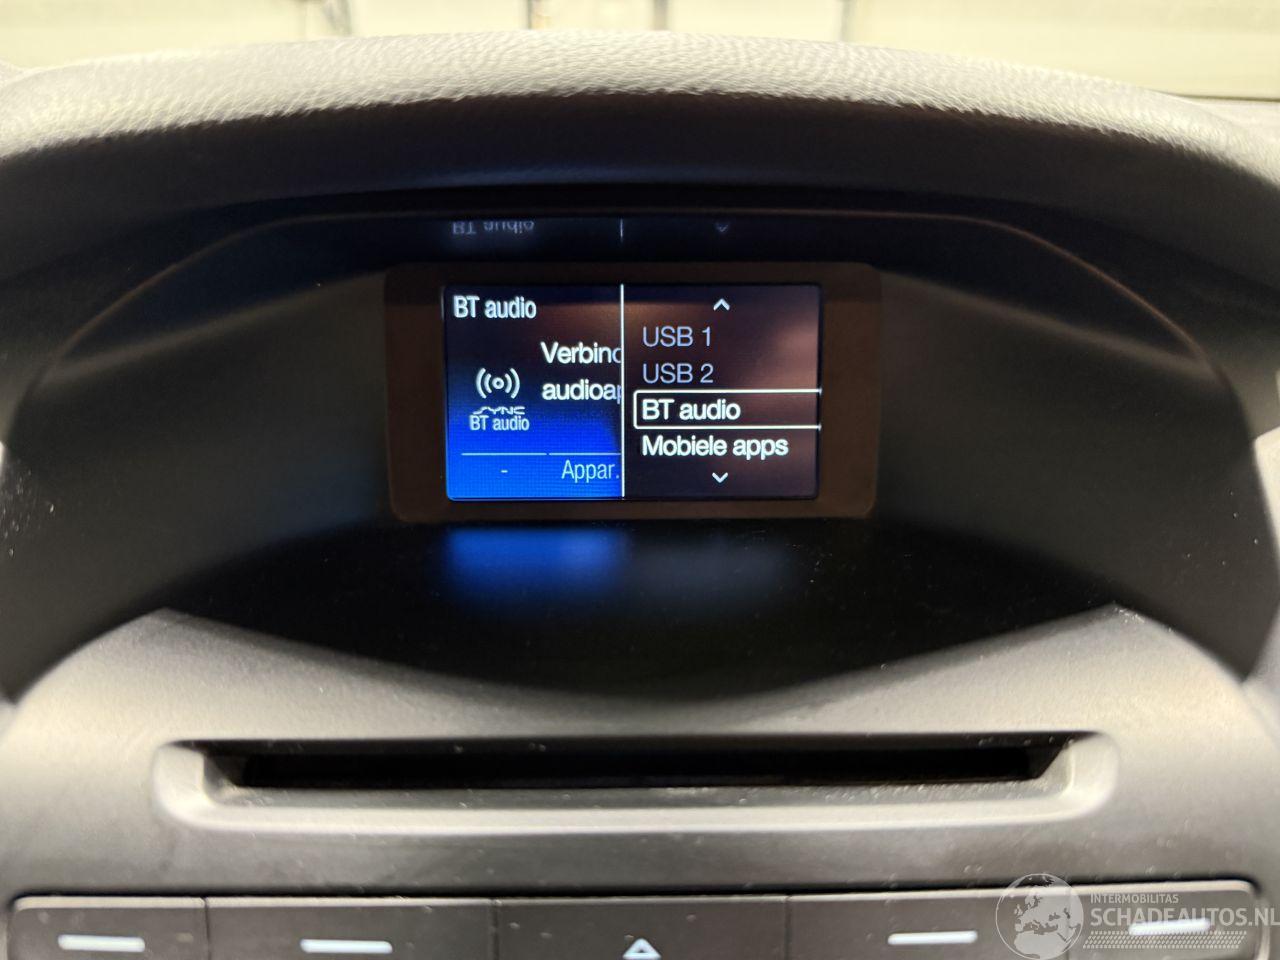 BT audio
Verbind
audioap
SYNC
BT audio
-
Appar.
USB 1
USB 2
BT audio
Mobiele apps
INTERMOBILITAS
SCHADEAUTOS.NL